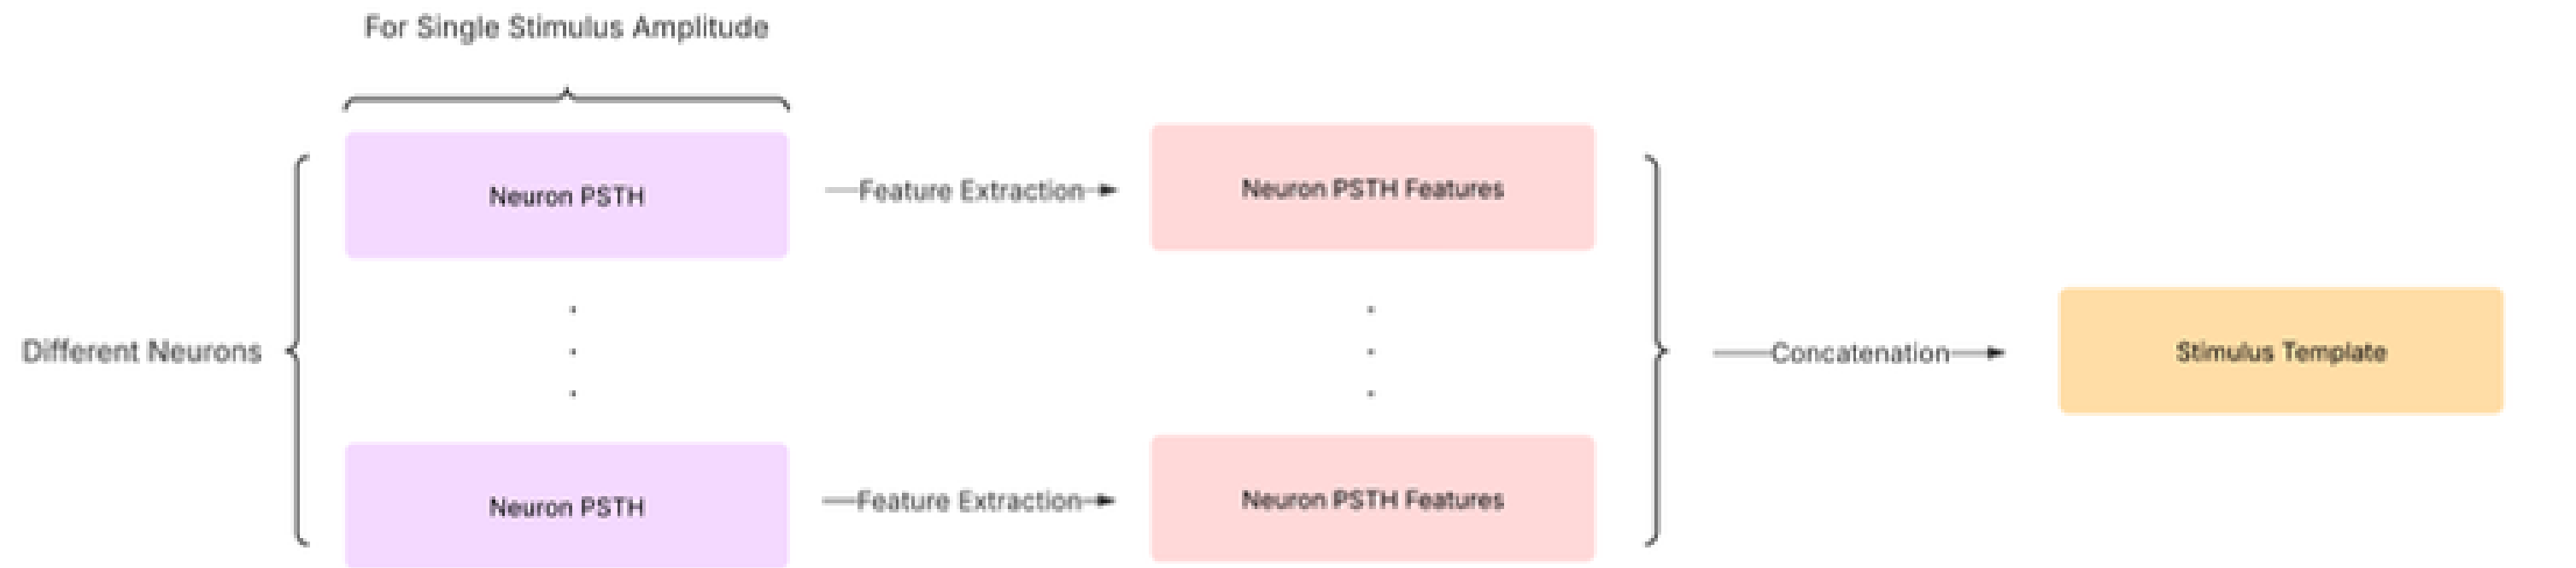 For Single Stimulus Amplitude
Neuron PSTH
Feature Extraction
Neuron PSTH Features
Different Neurons
Concatenation
Stimulus Template
Neuron PSTH
Feature Extraction
Neuron PSTH Features